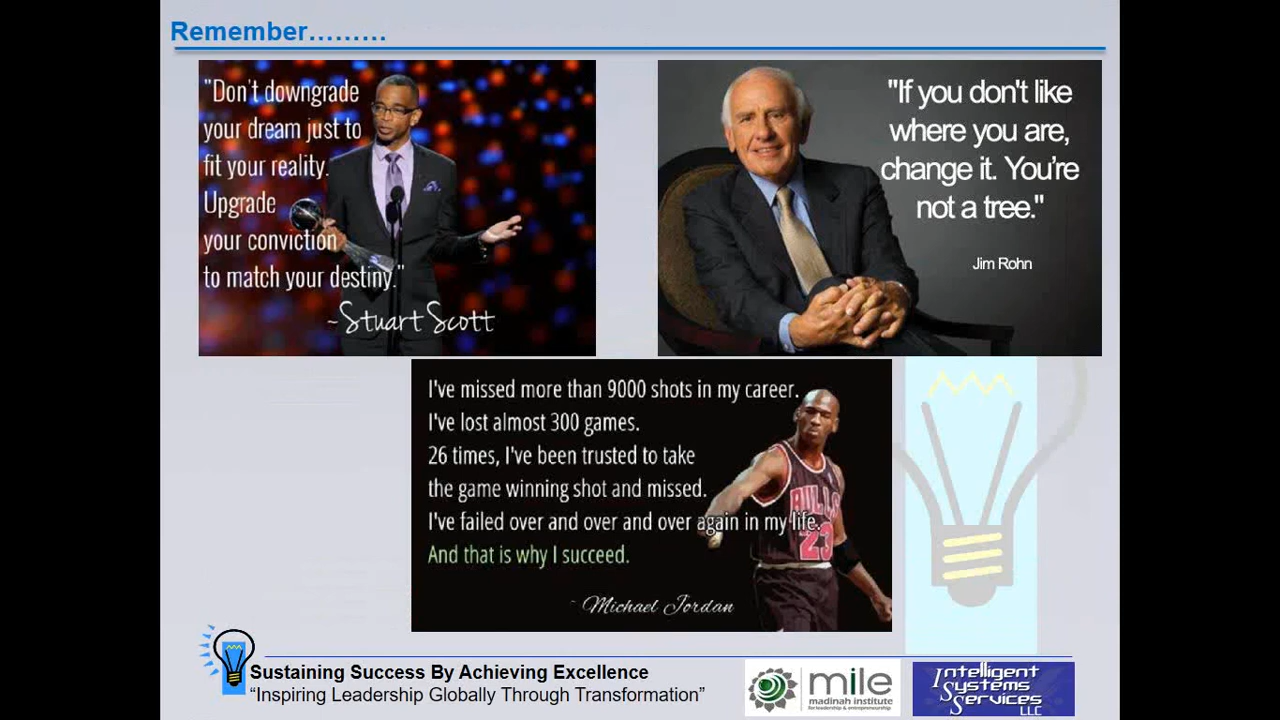 Remember………
"Don't downgrade
your dream just to
fit your reality.
Upgrade
your conviction
to match your destiny."
~Stuart Scott
"If you don't like
where you are,
change it. You're
not a tree."
Jim Rohn
I've missed more than 9000 shots in my career.
I've lost almost 300 games.
26 times, I've been trusted to take
the game winning shot and missed.
I've failed over and over and over again in my life.
And that is why I succeed.
~ Michael Jordan
BULLS
23
Sustaining Success By Achieving Excellence
“Inspiring Leadership Globally Through Transformation”
mile
madinah institute
for leadership & entrepreneurship
Intelligent
Systems
Services
LLC